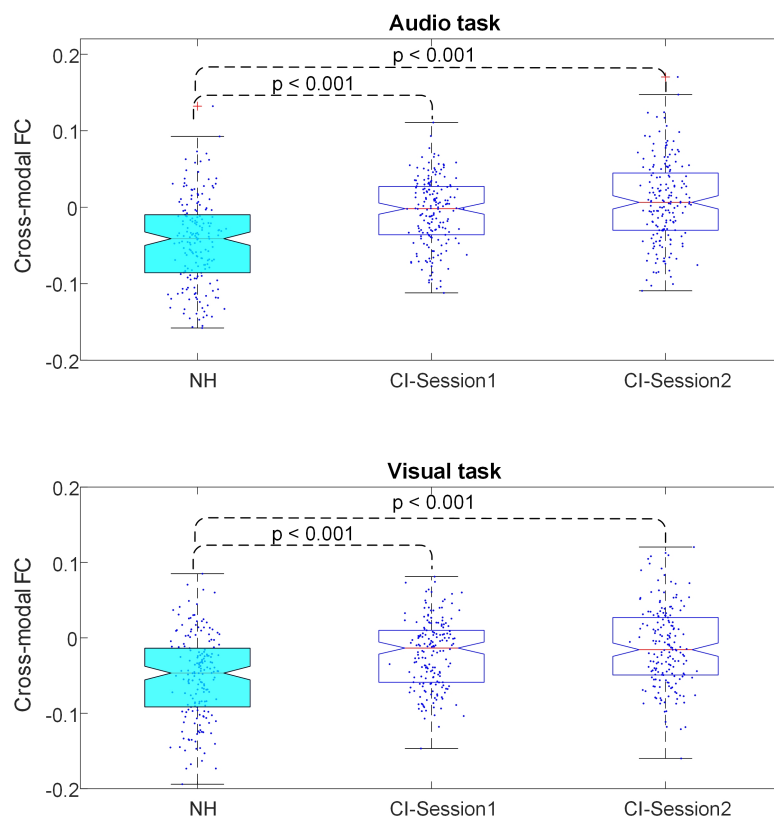 Audio task
0.2
p < 0.001
p < 0.001
0.1
0
-0.1
-0.2
Cross-modal FC
NH
CI-Session1
CI-Session2
Visual task
0.2
p < 0.001
p < 0.001
0.1
0
-0.1
-0.2
Cross-modal FC
NH
CI-Session1
CI-Session2